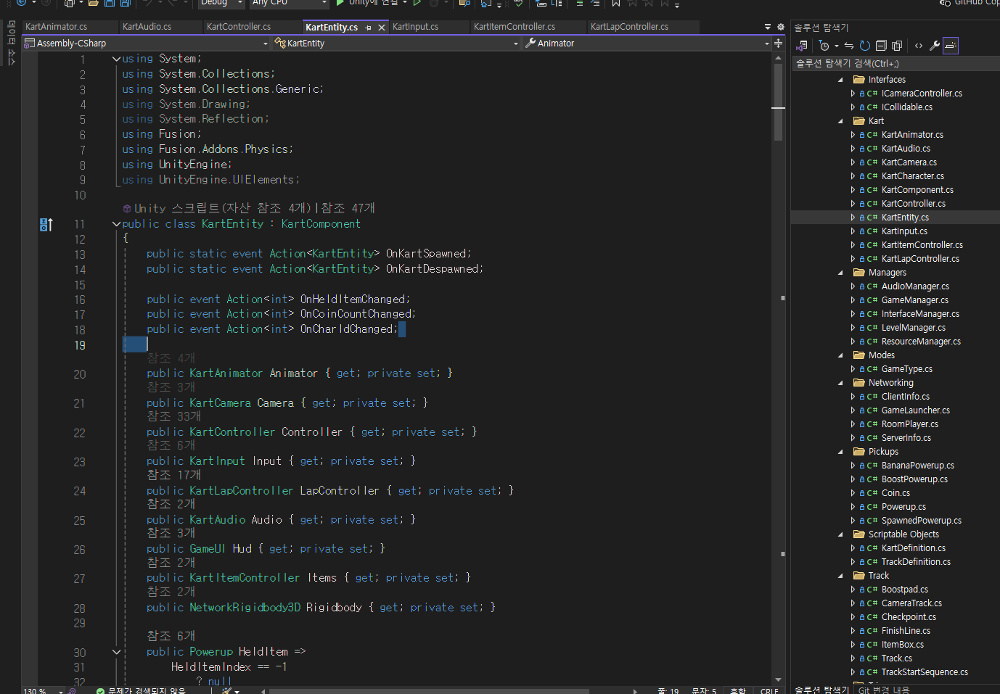 Debug
Any CPU
Unity에 연결
GitHub Cop
데이터 소스
KartAnimator.cs
KartAudio.cs
KartController.cs
KartEntity.cs
KartInput.cs
KartItemController.cs
KartLapController.cs
Assembly-CSharp
KartEntity
Animator
1 using System;
2 using System.Collections;
3 using System.Collections.Generic;
4 using System.Drawing;
5 using System.Reflection;
6 using Fusion;
7 using Fusion.Addons.Physics;
8 using UnityEngine;
9 using UnityEngine.UIElements;
10
Unity 스크립트(자산 참조 4개)|참조 47개
11 public class KartEntity : KartComponent
12 {
13 public static event Action<KartEntity> OnKartSpawned;
14 public static event Action<KartEntity> OnKartDespawned;
15
16 public event Action<int> OnHeldItemChanged;
17 public event Action<int> OnCoinCountChanged;
18 public event Action<int> OnCharIdChanged;
19
참조 4개
20 public KartAnimator Animator { get; private set; }
참조 3개
21 public KartCamera Camera { get; private set; }
참조 33개
22 public KartController Controller { get; private set; }
참조 6개
23 public KartInput Input { get; private set; }
참조 17개
24 public KartLapController LapController { get; private set; }
참조 2개
25 public KartAudio Audio { get; private set; }
참조 3개
26 public GameUI Hud { get; private set; }
참조 2개
27 public KartItemController Items { get; private set; }
참조 2개
28 public NetworkRigidbody3D Rigidbody { get; private set; }
29
참조 6개
30 public Powerup HeldItem =>
31 HeldItemIndex == -1
32 ? null
130 %
문제가 검색되지 않음
줄: 19
문자: 5
혼합
CRLF
솔루션 탐색기
솔루션 탐색기 검색(Ctrl+;)
Interfaces
C# ICameraController.cs
C# ICollidable.cs
Kart
C# KartAnimator.cs
C# KartAudio.cs
C# KartCamera.cs
C# KartCharacter.cs
C# KartComponent.cs
C# KartController.cs
C# KartEntity.cs
C# KartInput.cs
C# KartItemController.cs
C# KartLapController.cs
Managers
C# AudioManager.cs
C# GameManager.cs
C# InterfaceManager.cs
C# LevelManager.cs
C# ResourceManager.cs
Modes
C# GameType.cs
Networking
C# ClientInfo.cs
C# GameLauncher.cs
C# RoomPlayer.cs
C# ServerInfo.cs
Pickups
C# BananaPowerup.cs
C# BoostPowerup.cs
C# Coin.cs
C# Powerup.cs
C# SpawnedPowerup.cs
Scriptable Objects
C# KartDefinition.cs
C# TrackDefinition.cs
Track
C# Boostpad.cs
C# CameraTrack.cs
C# Checkpoint.cs
C# FinishLine.cs
C# ItemBox.cs
C# Track.cs
C# TrackStartSequence.cs
솔루션 탐색기
Git 변경 내용